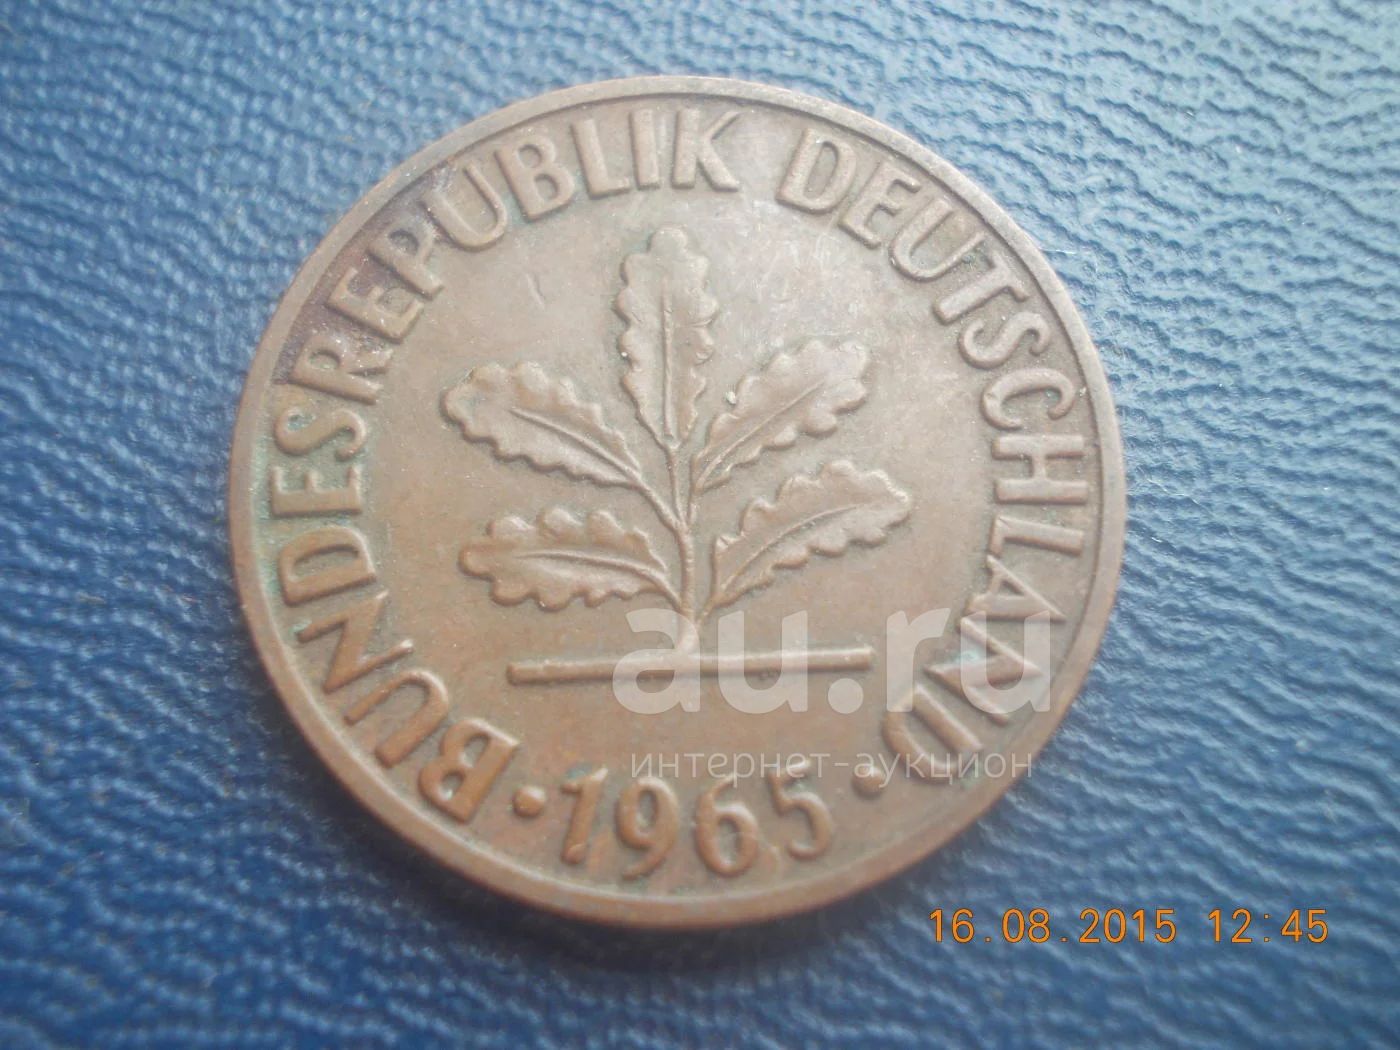 BUNDESREPUBLIK DEUTSCHLAND
· 1965 ·
au.ru
интернет-аукцион
16.08.2015 12:45